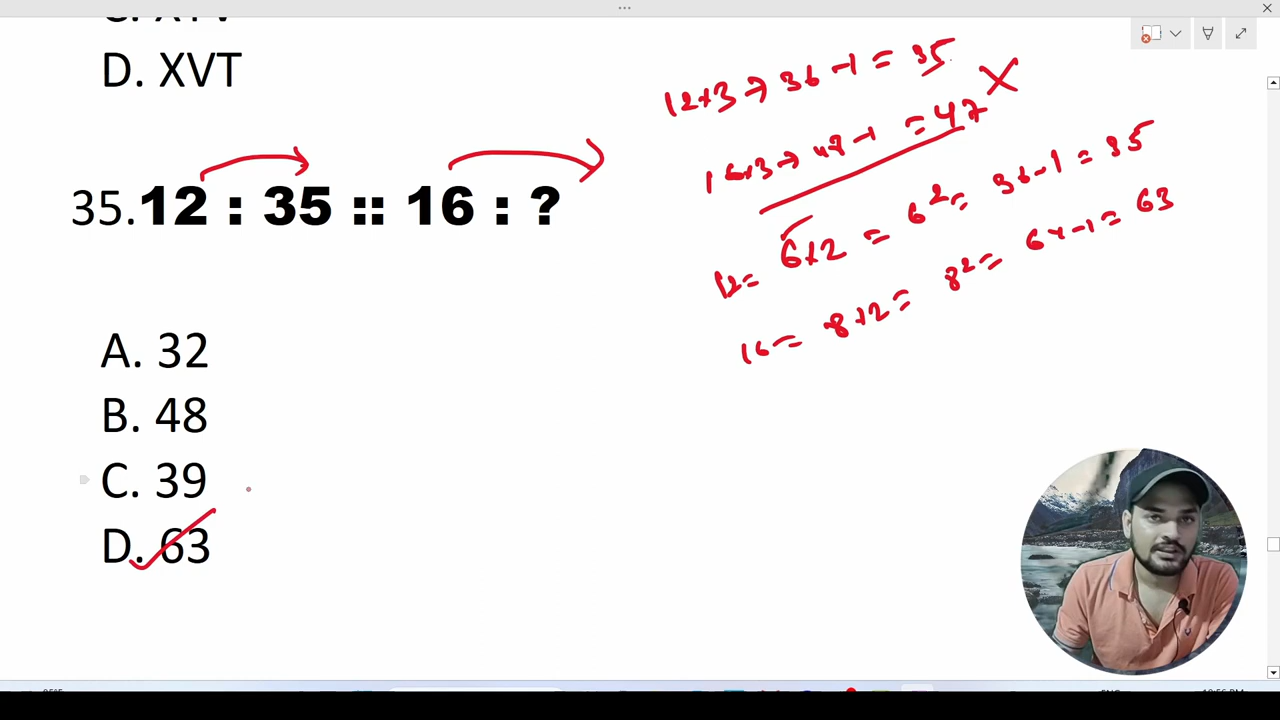 D. XVT
12×3 → 36 -1 = 35
16×3 → 48 -1 = 47 X
35.12 : 35 :: 16 : ?
12 = 6×2 = 6² = 36-1 = 35
16 = 8×2 = 8² = 64-1 = 63
A. 32
B. 48
C. 39
D. 63